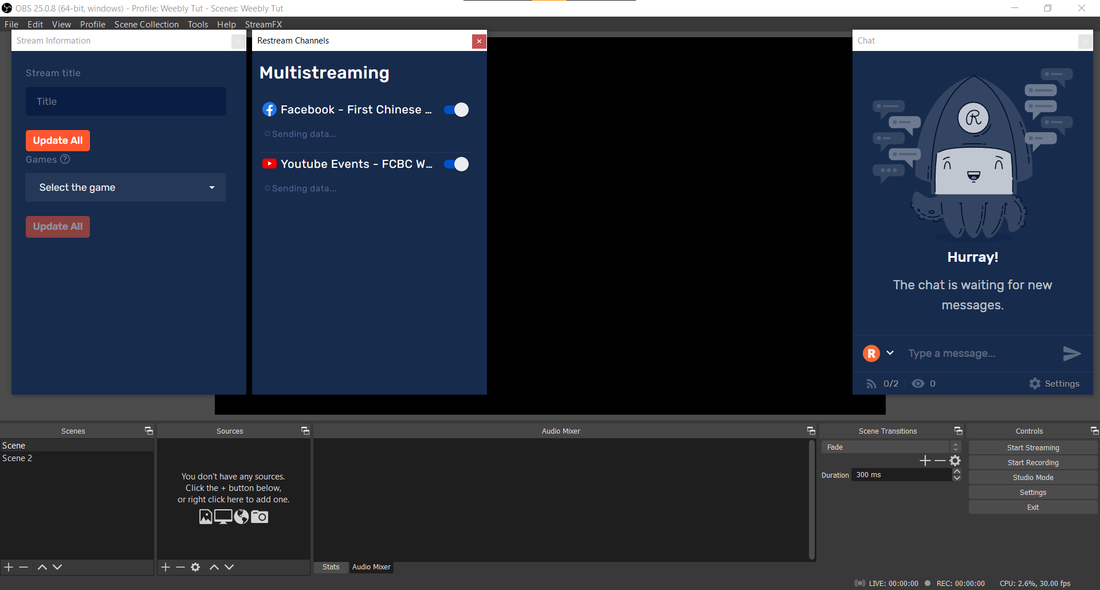 OBS 25.0.8 (64-bit, windows) - Profile: Weebly Tut - Scenes: Weebly Tut
File Edit View Profile Scene Collection Tools Help StreamFX
Stream Information
Stream title
Title
Update All
Games ?
Select the game
Update All
Restream Channels
Multistreaming
Facebook - First Chinese ...
Sending data...
Youtube Events - FCBC W...
Sending data...
Chat
R
Hurray!
The chat is waiting for new
messages.
R
Type a message...
0/2 0 Settings
Scenes
Scene
Scene 2
Sources
You don't have any sources.
Click the + button below,
or right click here to add one.
Audio Mixer
Stats Audio Mixer
Scene Transitions
Fade
Duration 300 ms
Controls
Start Streaming
Start Recording
Studio Mode
Settings
Exit
LIVE: 00:00:00 REC: 00:00:00 CPU: 2.6%, 30.00 fps